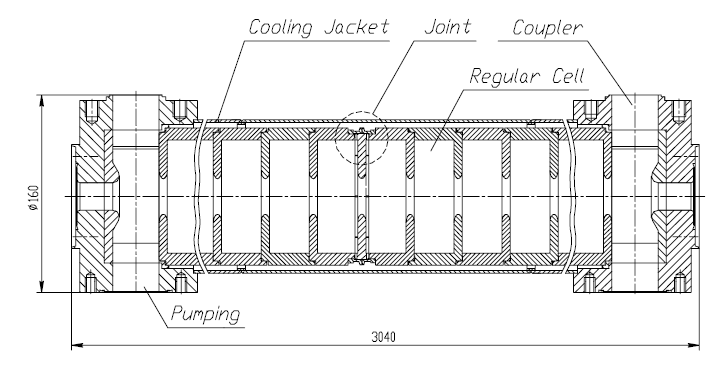 Cooling Jacket
Joint
Coupler
Regular Cell
ø160
Pumping
3040